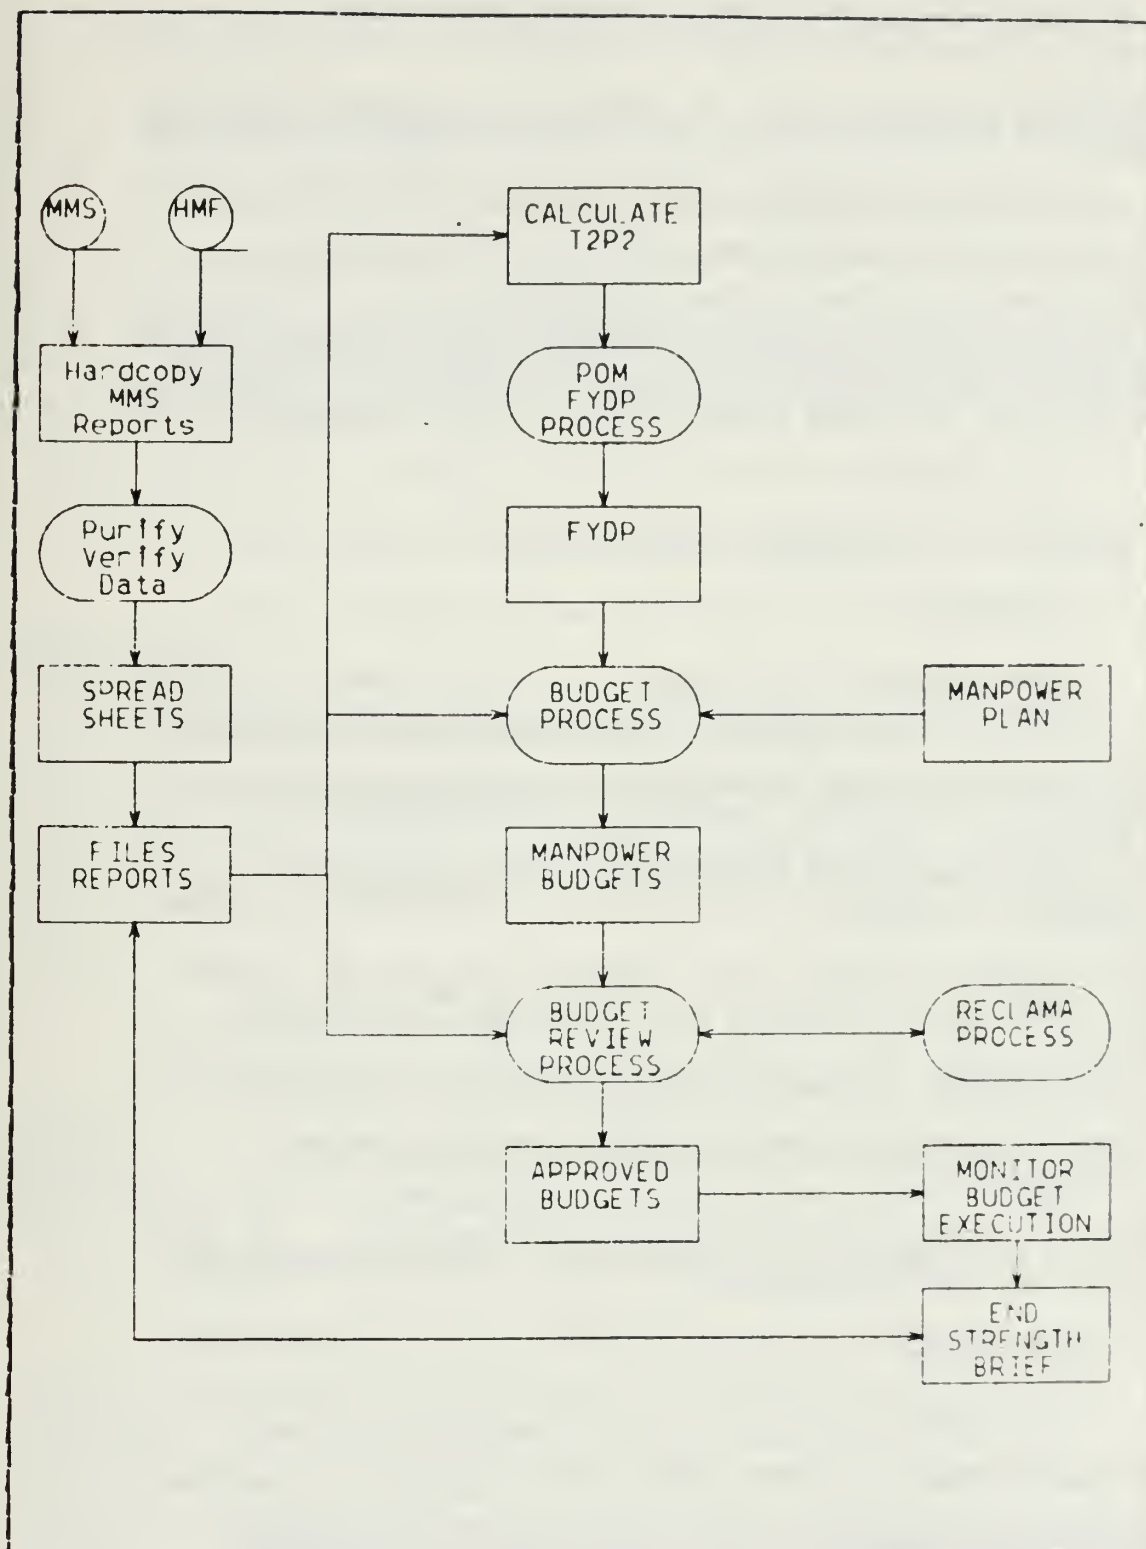 MMS
HMF
Hardcopy
MMS
Reports
Purify
Verify
Data
SPREAD
SHEETS
FILES
REPORTS
CALCULATE
T2P2
POM
FYDP
PROCESS
FYDP
BUDGET
PROCESS
MANPOWER
PLAN
MANPOWER
BUDGETS
BUDGET
REVIEW
PROCESS
RECLAMA
PROCESS
APPROVED
BUDGETS
MONITOR
BUDGET
EXECUTION
END
STRENGTH
BRIEF